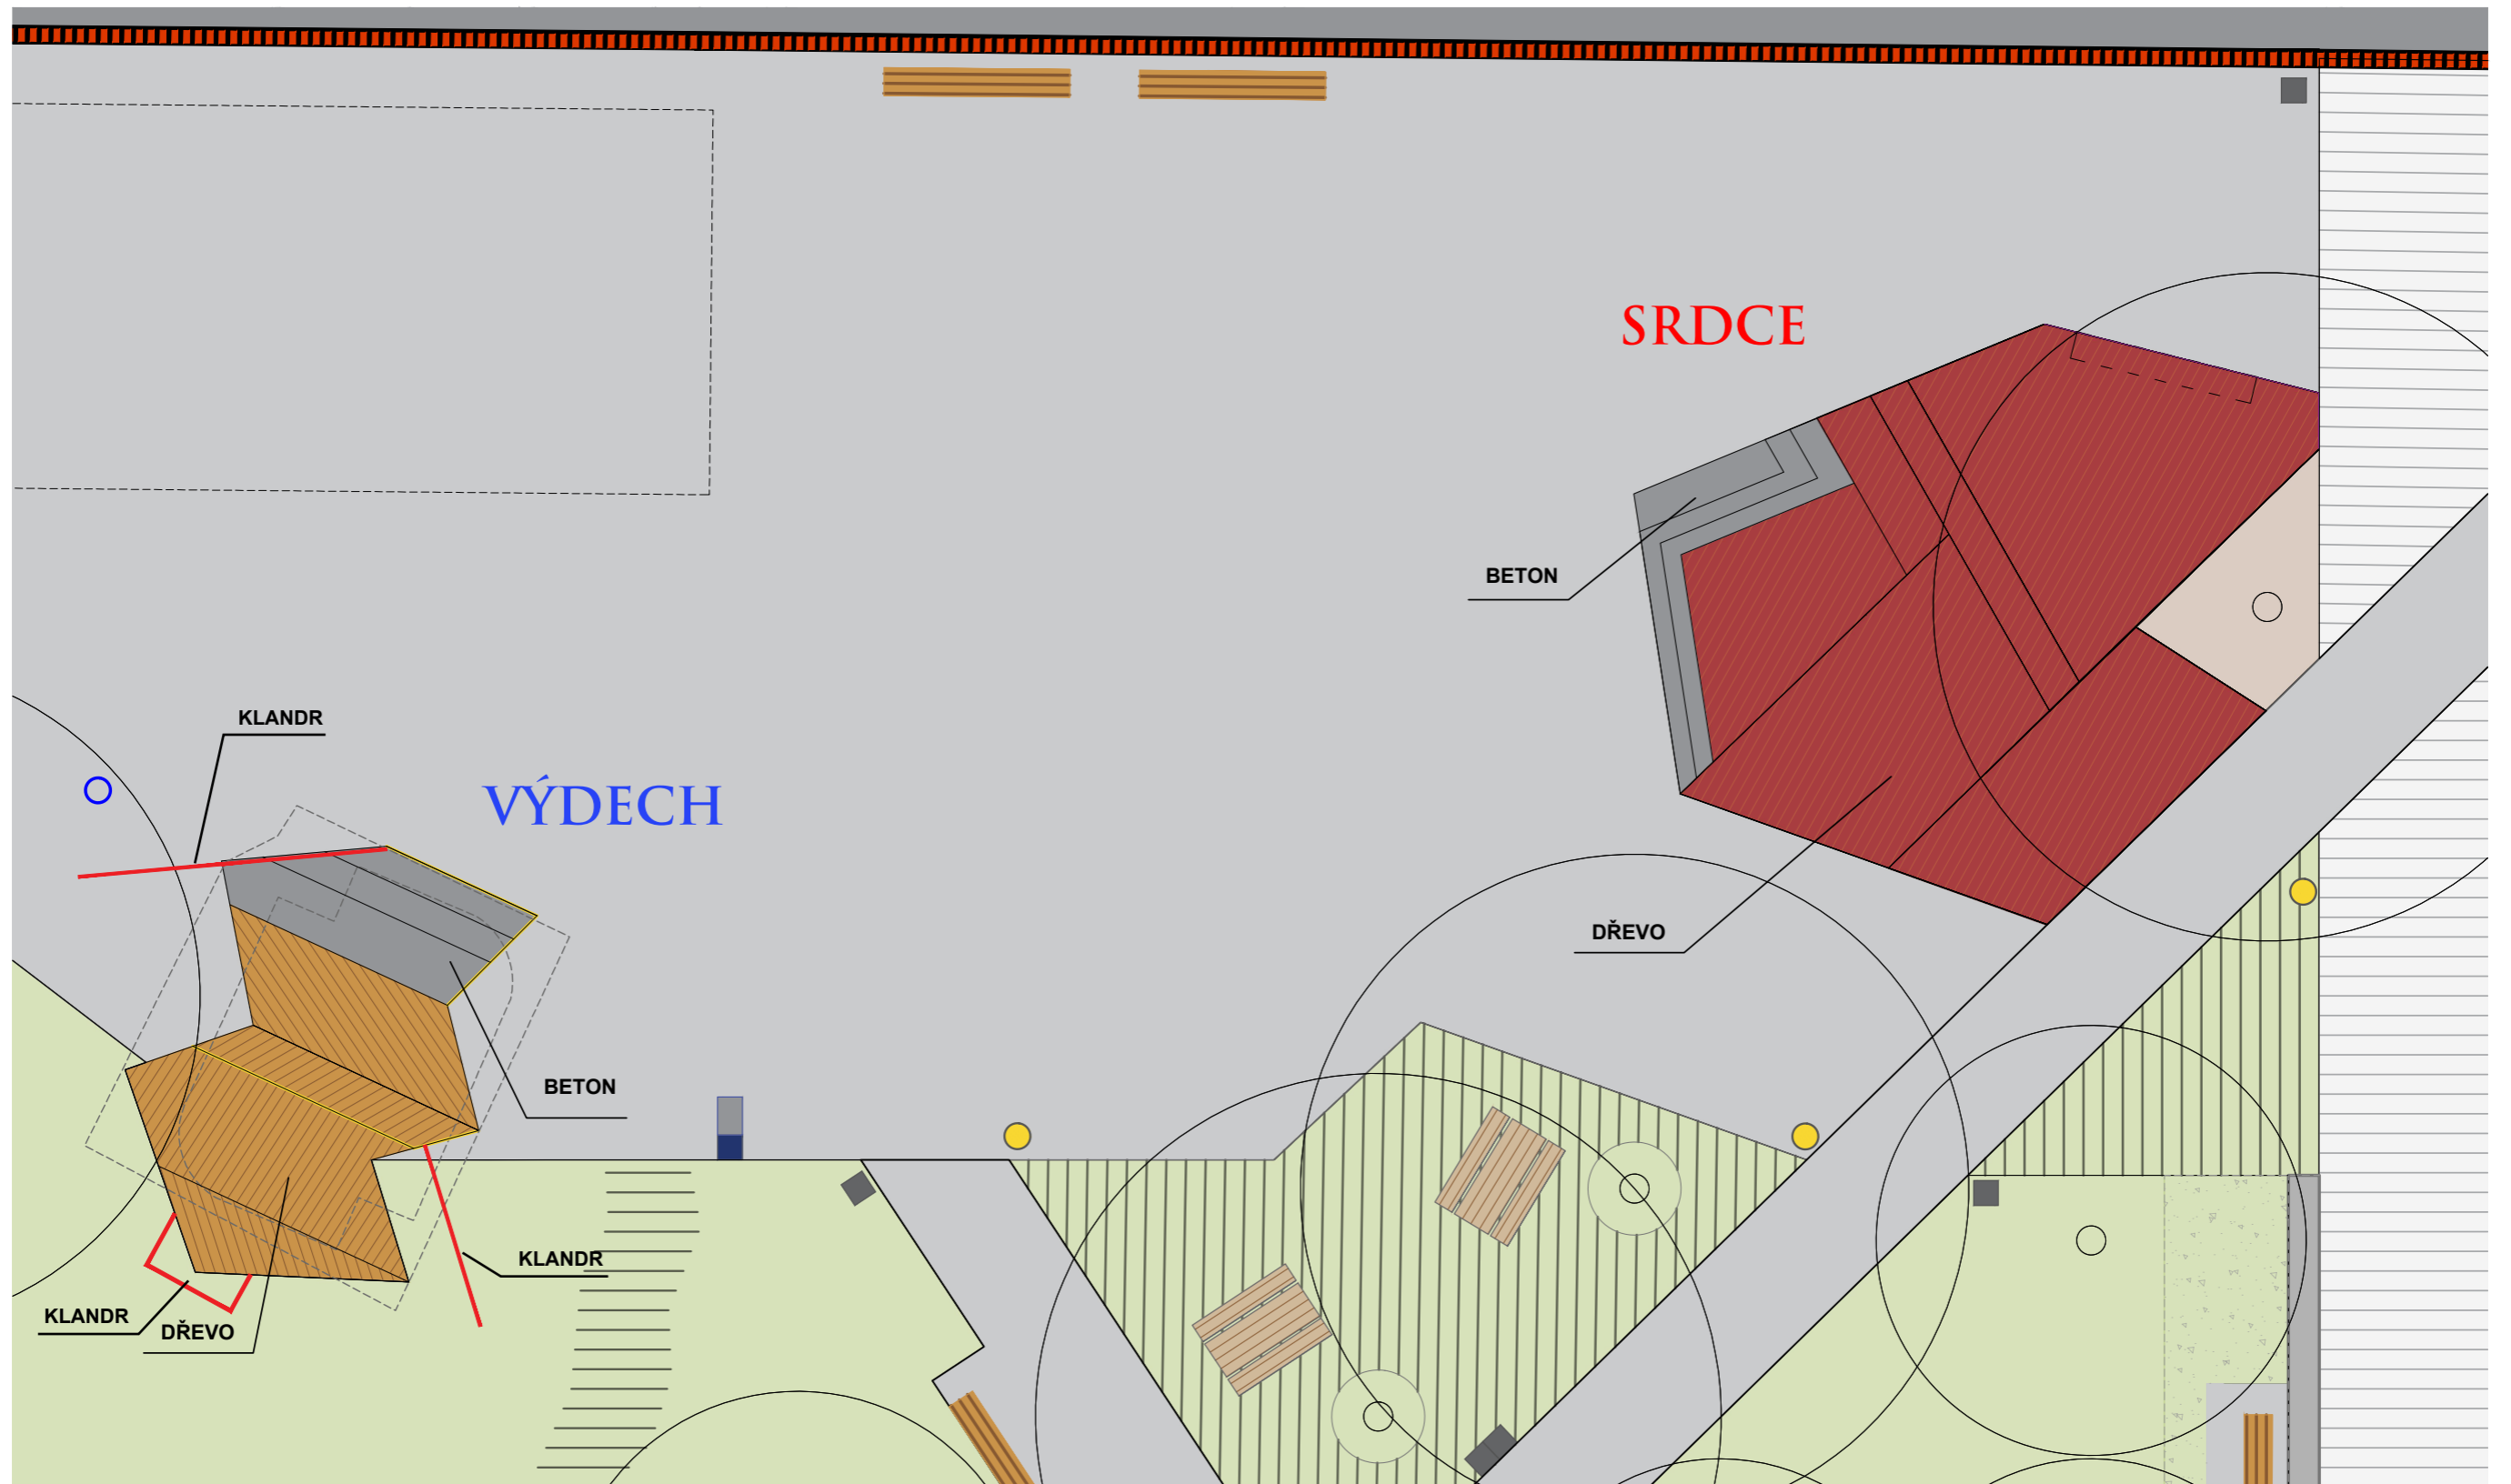 SRDCE
BETON
KLANDR
VÝDECH
DŘEVO
BETON
KLANDR
KLANDR
DŘEVO